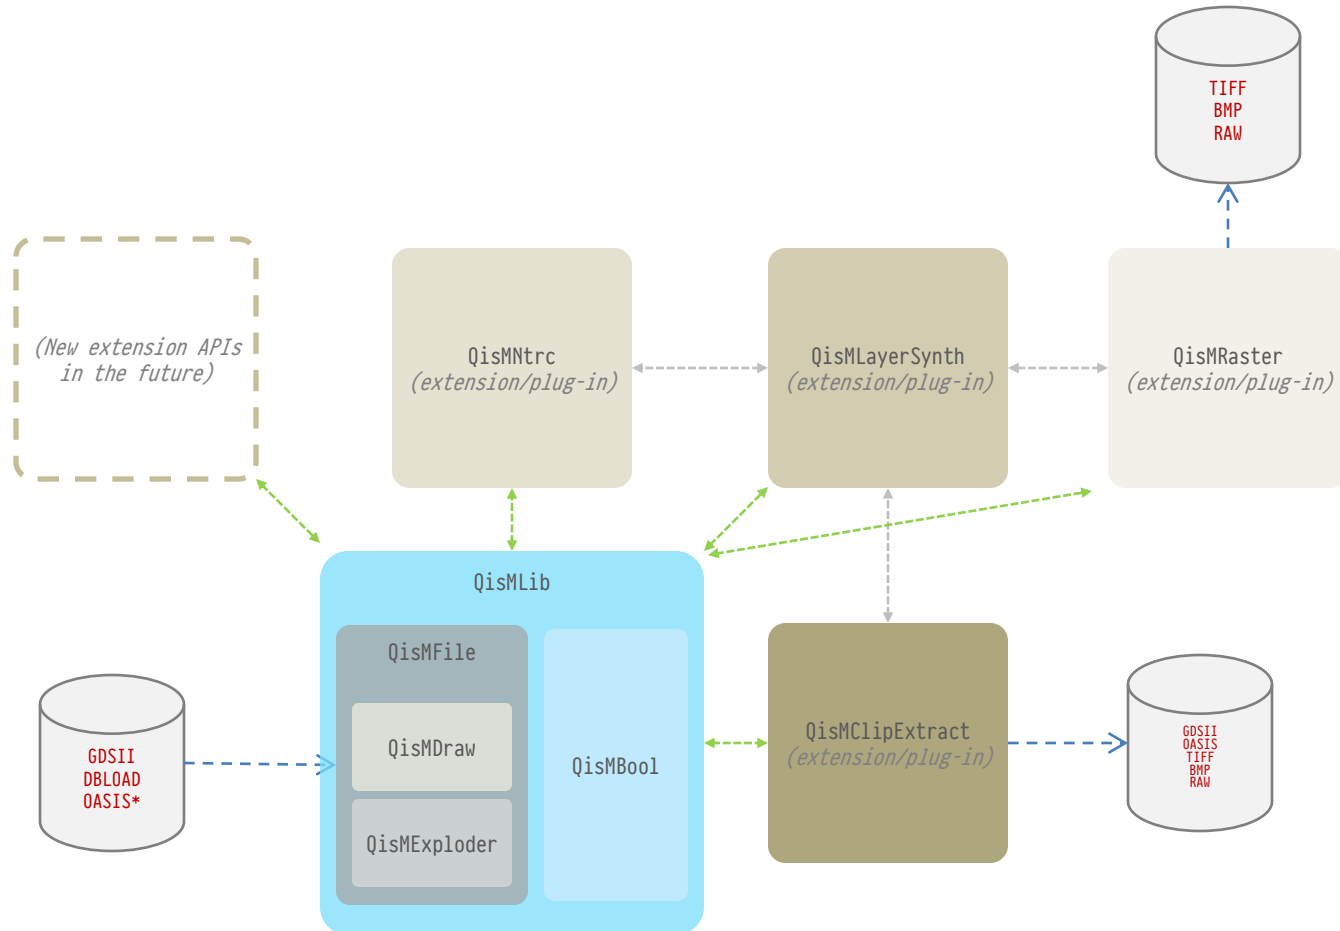 TIFF
BMP
RAW
(New extension APIs
in the future)
QisMNtrc
(extension/plug-in)
QisMLayerSynth
(extension/plug-in)
QisMRaster
(extension/plug-in)
QisMLib
QisMFile
QisMDraw
QisMExploder
QisMBool
GDSII
DBLOAD
OASIS*
QisMClipExtract
(extension/plug-in)
GDSII
OASIS
TIFF
BMP
RAW